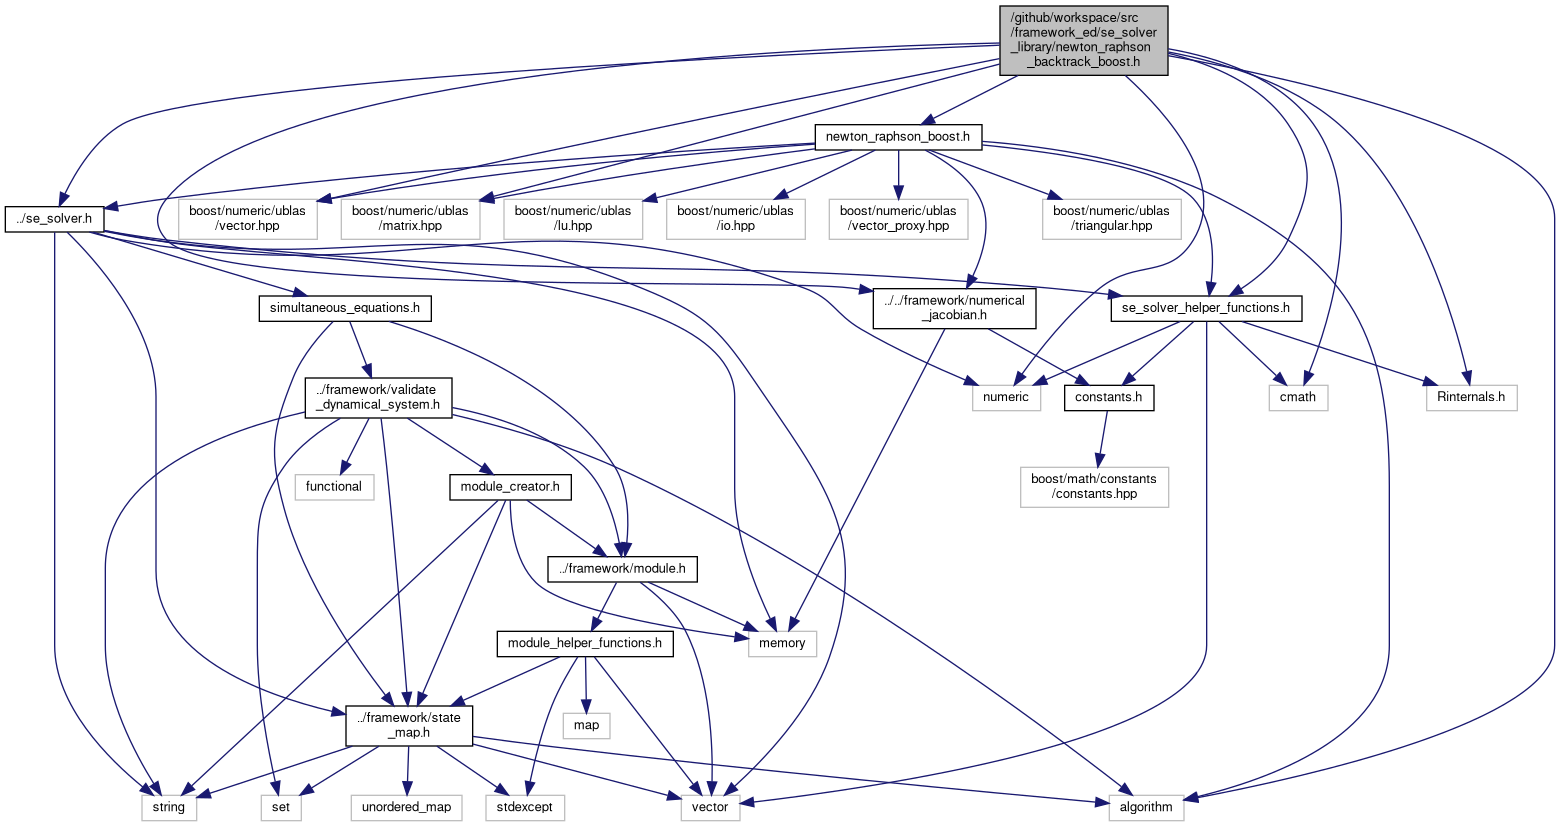 /github/workspace/src
/framework_ed/se_solver
_library/newton_raphson
_backtrack_boost.h
newton_raphson_boost.h
../se_solver.h
boost/numeric/ublas
/vector.hpp
boost/numeric/ublas
/matrix.hpp
boost/numeric/ublas
/lu.hpp
boost/numeric/ublas
/io.hpp
boost/numeric/ublas
/vector_proxy.hpp
boost/numeric/ublas
/triangular.hpp
simultaneous_equations.h
../../framework/numerical
_jacobian.h
se_solver_helper_functions.h
../framework/validate
_dynamical_system.h
numeric
constants.h
cmath
Rinternals.h
functional
module_creator.h
boost/math/constants
/constants.hpp
../framework/module.h
module_helper_functions.h
memory
../framework/state
_map.h
map
string
set
unordered_map
stdexcept
vector
algorithm